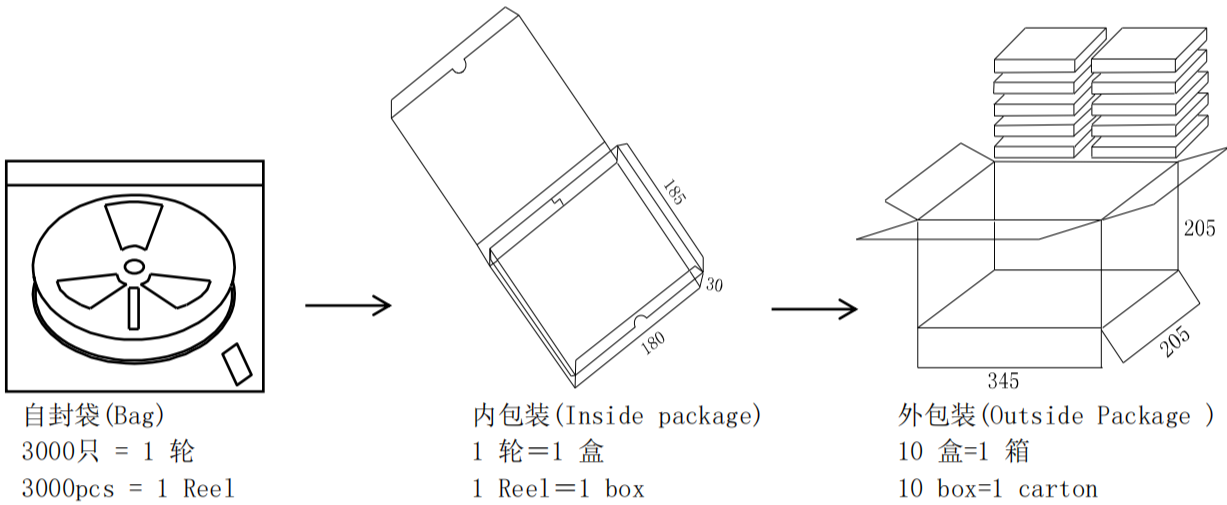 185
30
180
205
205
345
自封袋(Bag)
3000只 = 1 轮
3000pcs = 1 Reel
内包装(Inside package)
1 轮＝1 盒
1 Reel＝1 box
外包装(Outside Package )
10 盒=1 箱
10 box=1 carton